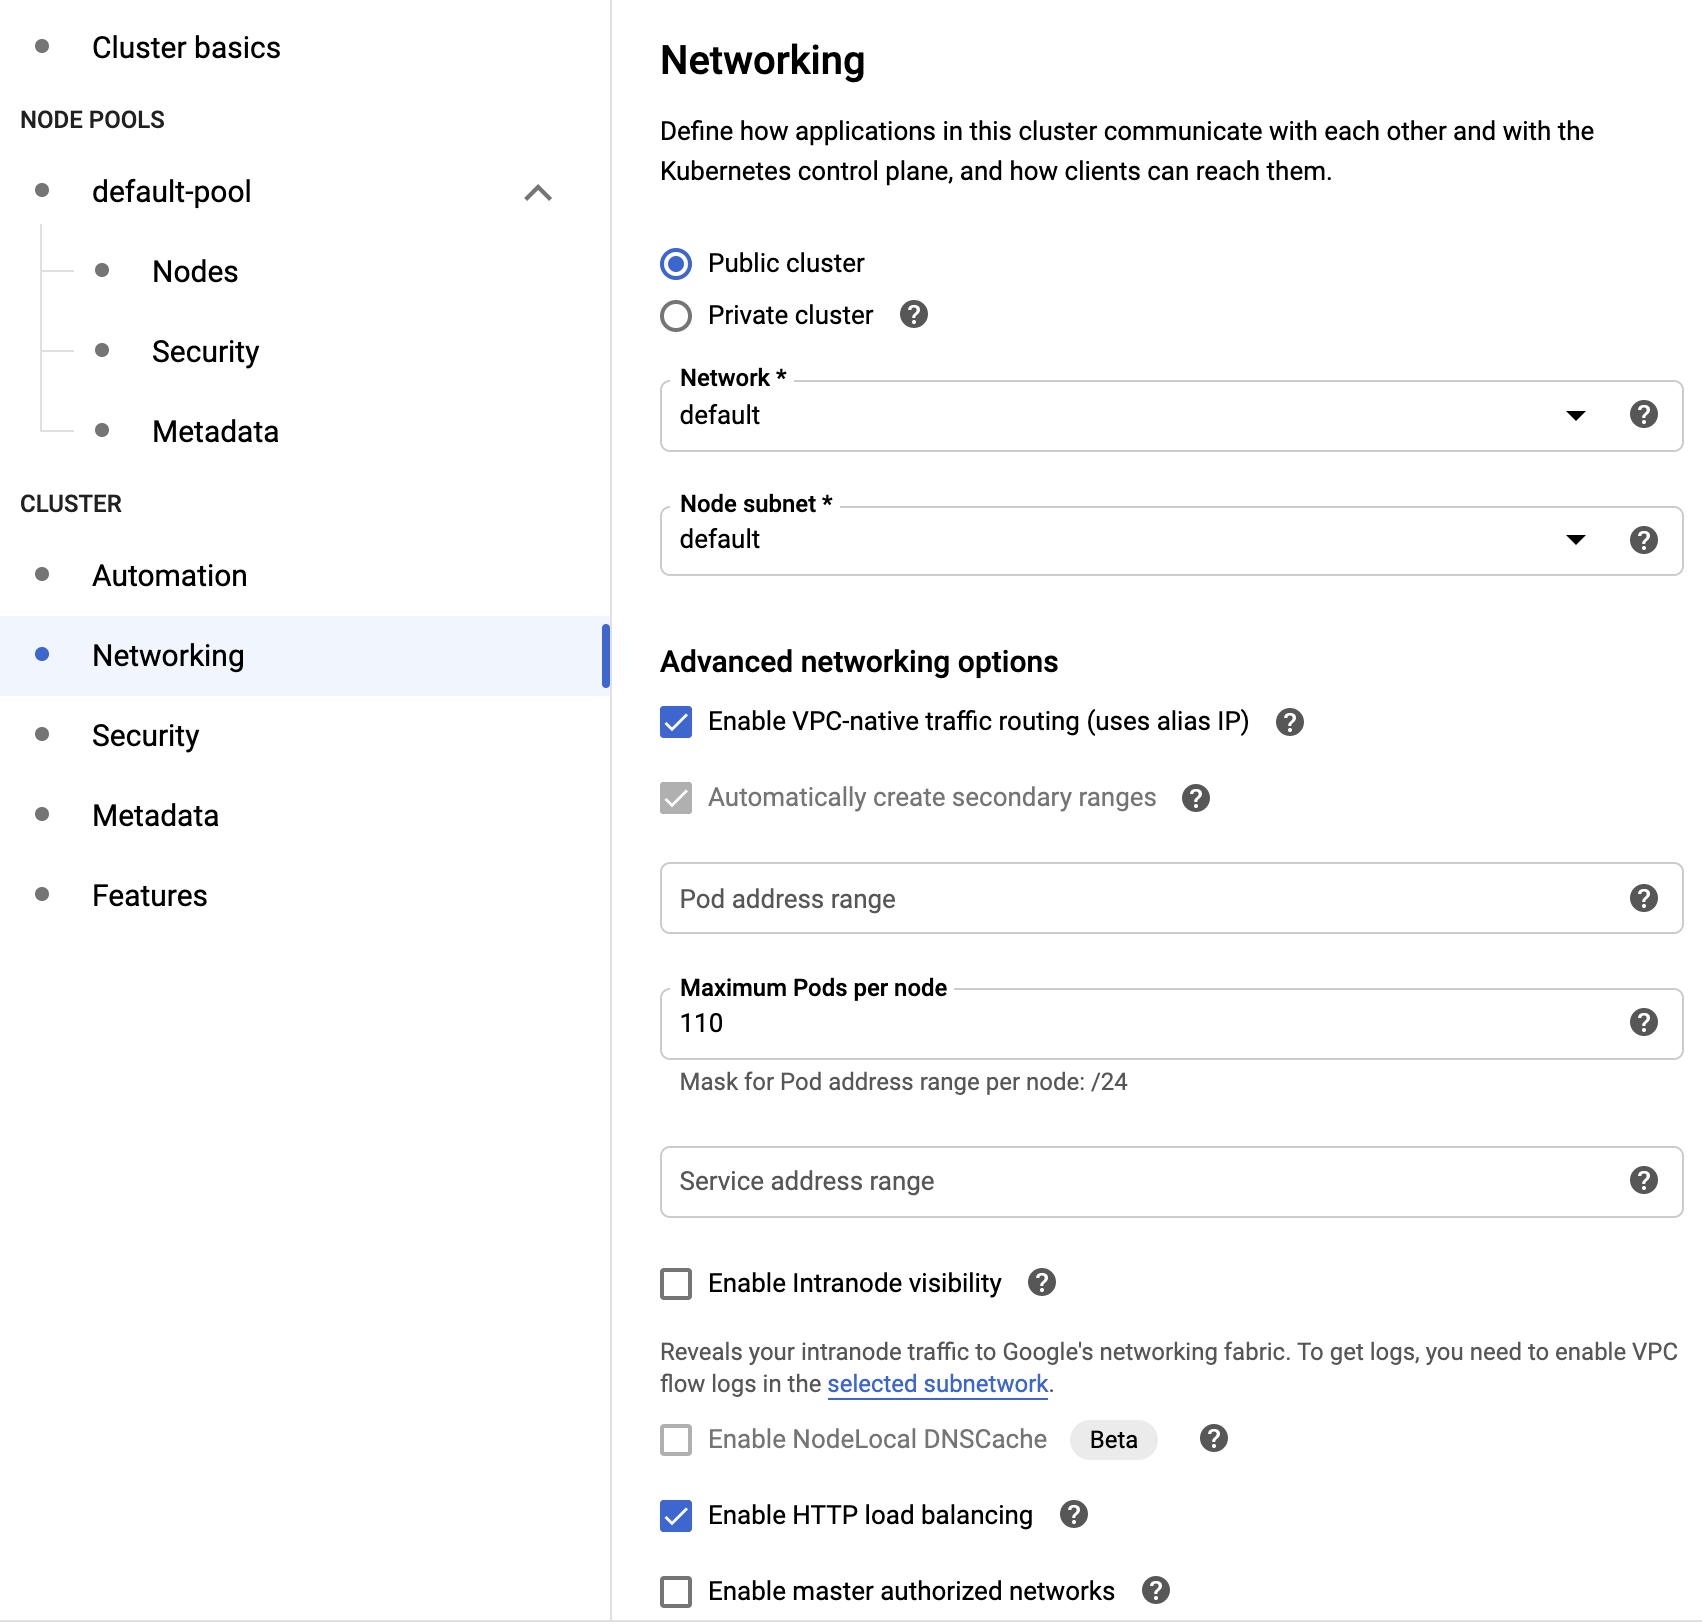 Cluster basics
NODE POOLS
default-pool
Nodes
Security
Metadata
CLUSTER
Automation
Networking
Security
Metadata
Features
Networking
Define how applications in this cluster communicate with each other and with the
Kubernetes control plane, and how clients can reach them.
Public cluster
Private cluster
Network *
default
Node subnet *
default
Advanced networking options
Enable VPC-native traffic routing (uses alias IP)
Automatically create secondary ranges
Pod address range
Maximum Pods per node
110
Mask for Pod address range per node: /24
Service address range
Enable Intranode visibility
Reveals your intranode traffic to Google's networking fabric. To get logs, you need to enable VPC
flow logs in the selected subnetwork.
Enable NodeLocal DNSCache Beta
Enable HTTP load balancing
Enable master authorized networks